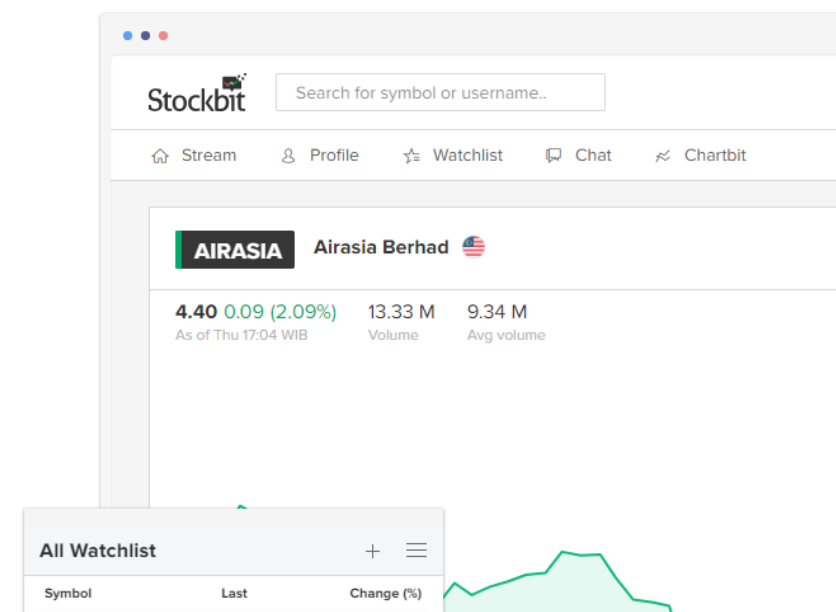 Stockbit
Search for symbol or username..
Stream Profile Watchlist Chat Chartbit
AIRASIA Airasia Berhad
4.40 0.09 (2.09%) 13.33 M 9.34 M
As of Thu 17:04 WIB Volume Avg volume
All Watchlist
Symbol Last Change (%)